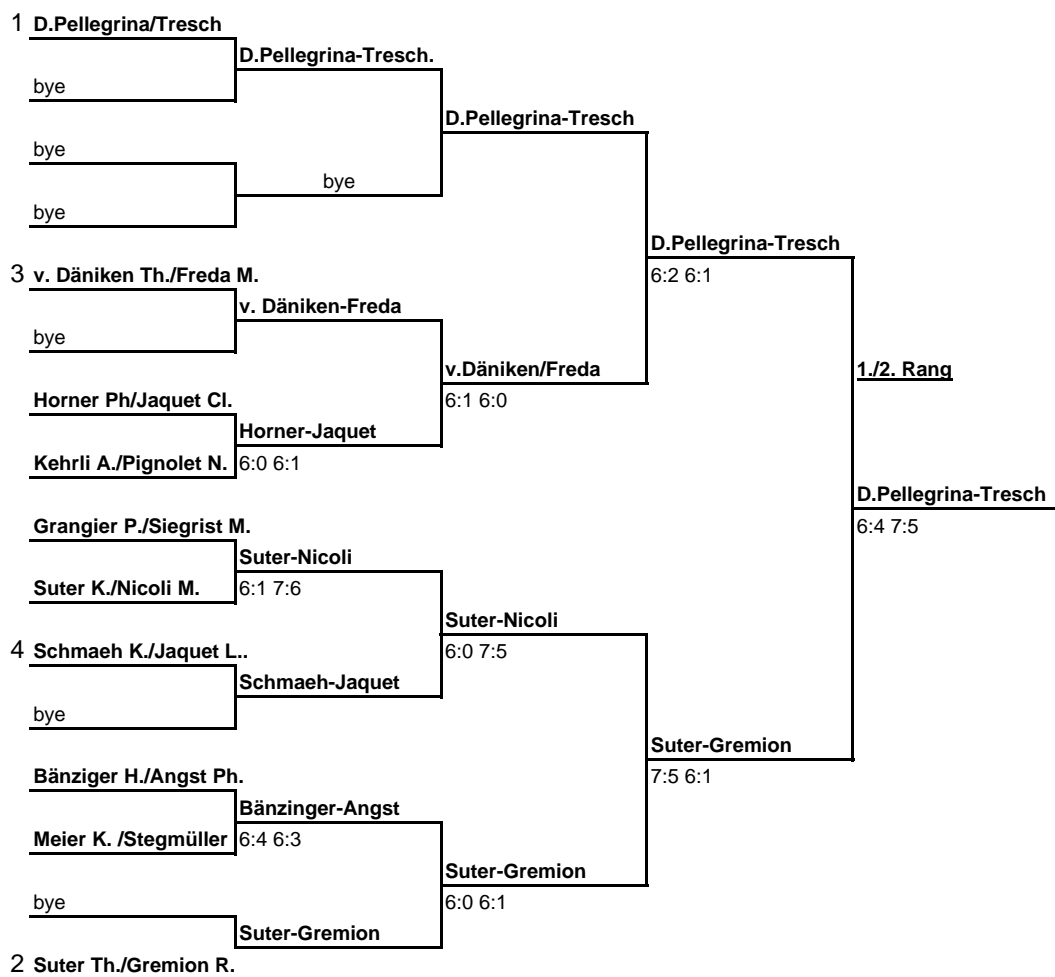 1 D.Pellegrina/Tresch
D.Pellegrina-Tresch.
bye
D.Pellegrina-Tresch
bye
bye
bye
D.Pellegrina-Tresch
3 v. Däniken Th./Freda M.
6:2 6:1
v. Däniken-Freda
bye
v.Däniken/Freda
1./2. Rang
Horner Ph/Jaquet Cl.
6:1 6:0
Horner-Jaquet
Kehrli A./Pignolet N.
6:0 6:1
D.Pellegrina-Tresch
Grangier P./Siegrist M.
6:4 7:5
Suter-Nicoli
Suter K./Nicoli M.
6:1 7:6
Suter-Nicoli
4 Schmaeh K./Jaquet L..
6:0 7:5
Schmaeh-Jaquet
bye
Suter-Gremion
Bänziger H./Angst Ph.
7:5 6:1
Bänzinger-Angst
Meier K. /Stegmüller
6:4 6:3
Suter-Gremion
bye
6:0 6:1
Suter-Gremion
2 Suter Th./Gremion R.